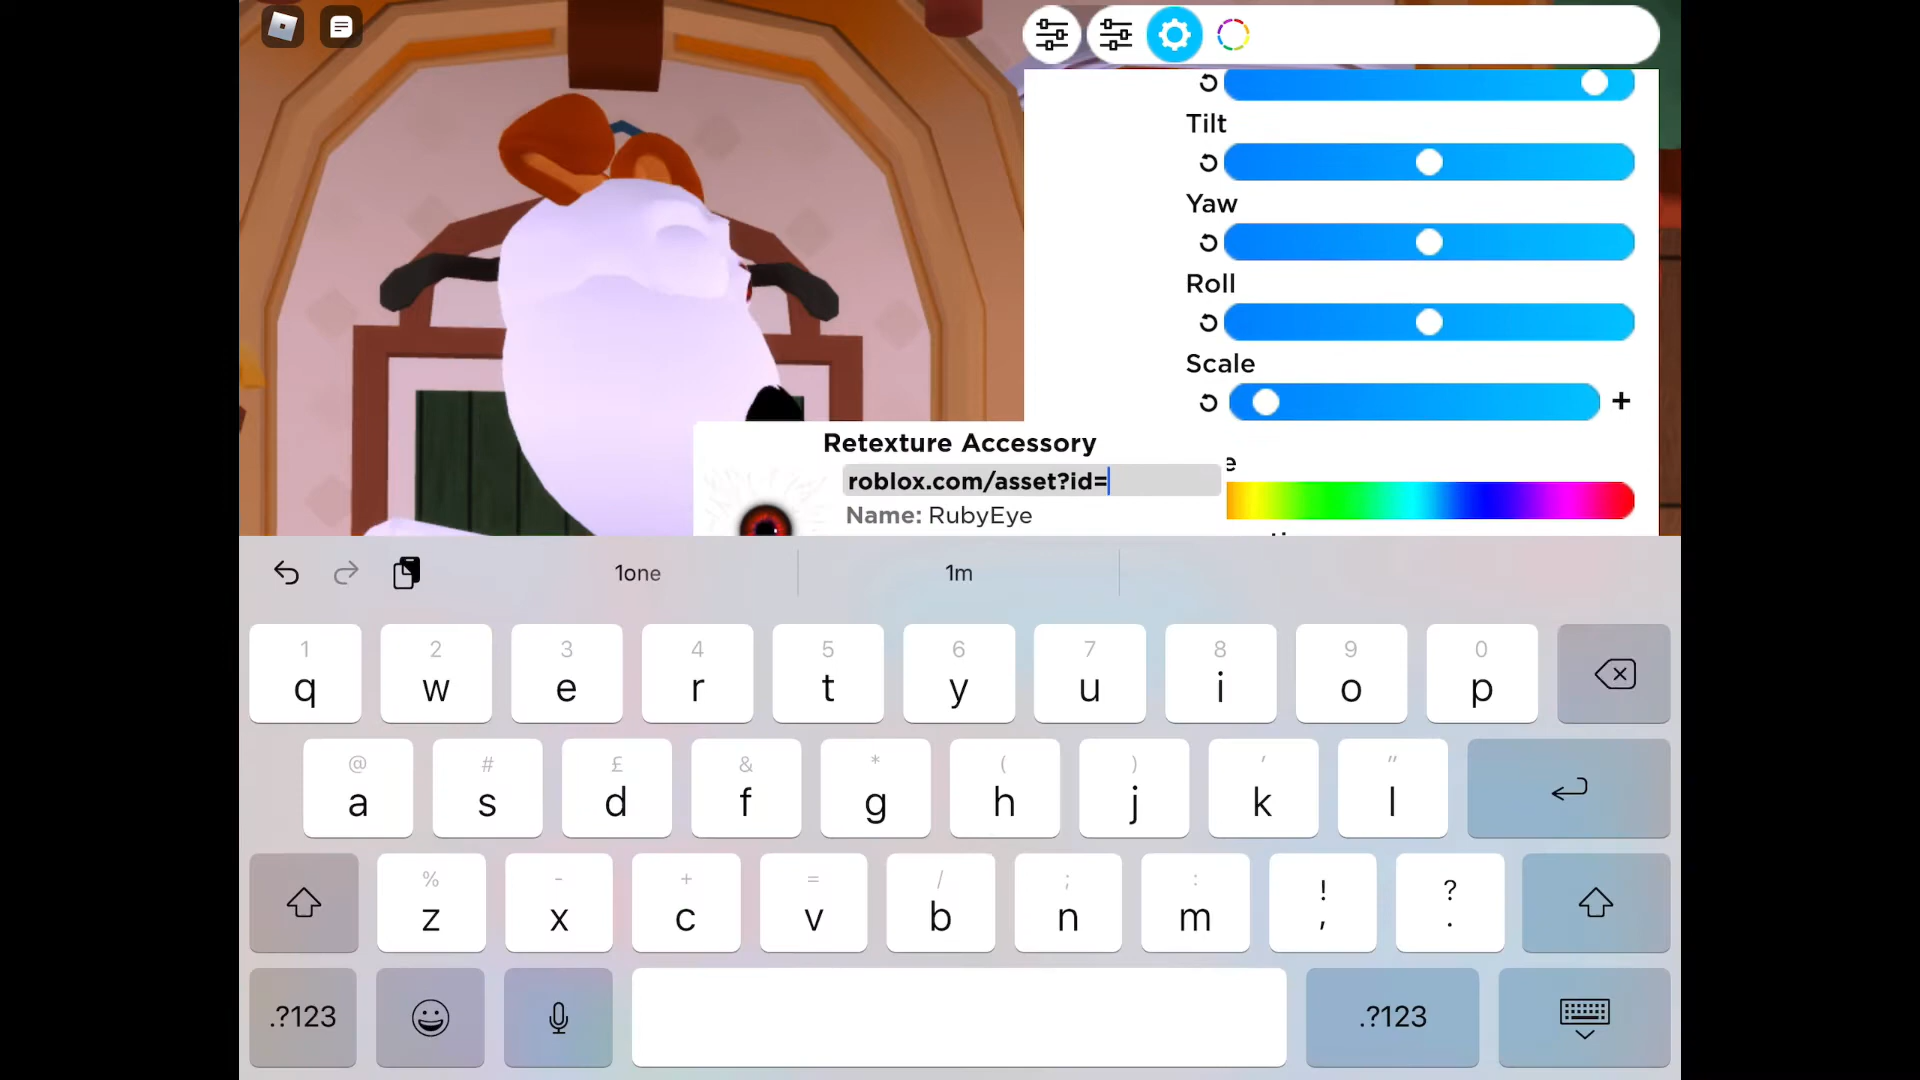 Tilt
Yaw
Roll
Scale
+
Retexture Accessory
roblox.com/asset?id=
Name: RubyEye
e
1one
1m
1 2 3 4 5 6 7 8 9 0
q w e r t y u i o p
@ # £ & * ( ) ' "
a s d f g h j k l
% - + = / ; : ! ?
z x c v b n m , .
.?123 .?123